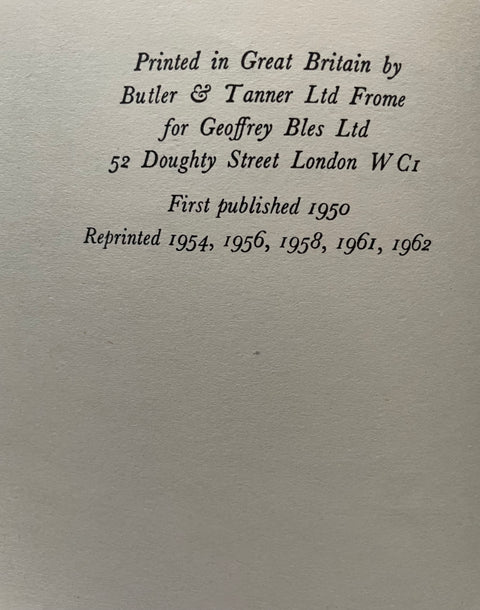 Printed in Great Britain by
Butler & Tanner Ltd Frome
for Geoffrey Bles Ltd
52 Doughty Street London WC1
First published 1950
Reprinted 1954, 1956, 1958, 1961, 1962